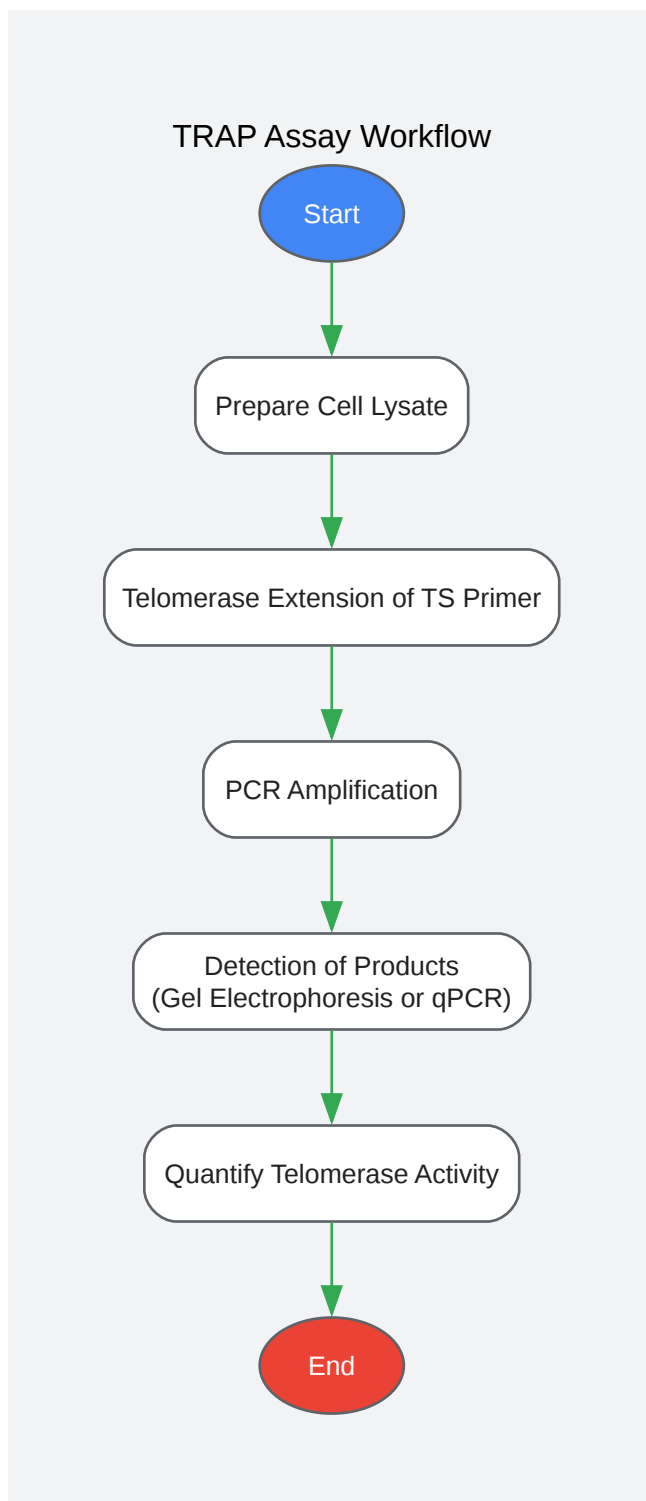 TRAP Assay Workflow
Start
Prepare Cell Lysate
Telomerase Extension of TS Primer
PCR Amplification
Detection of Products
(Gel Electrophoresis or qPCR)
Quantify Telomerase Activity
End